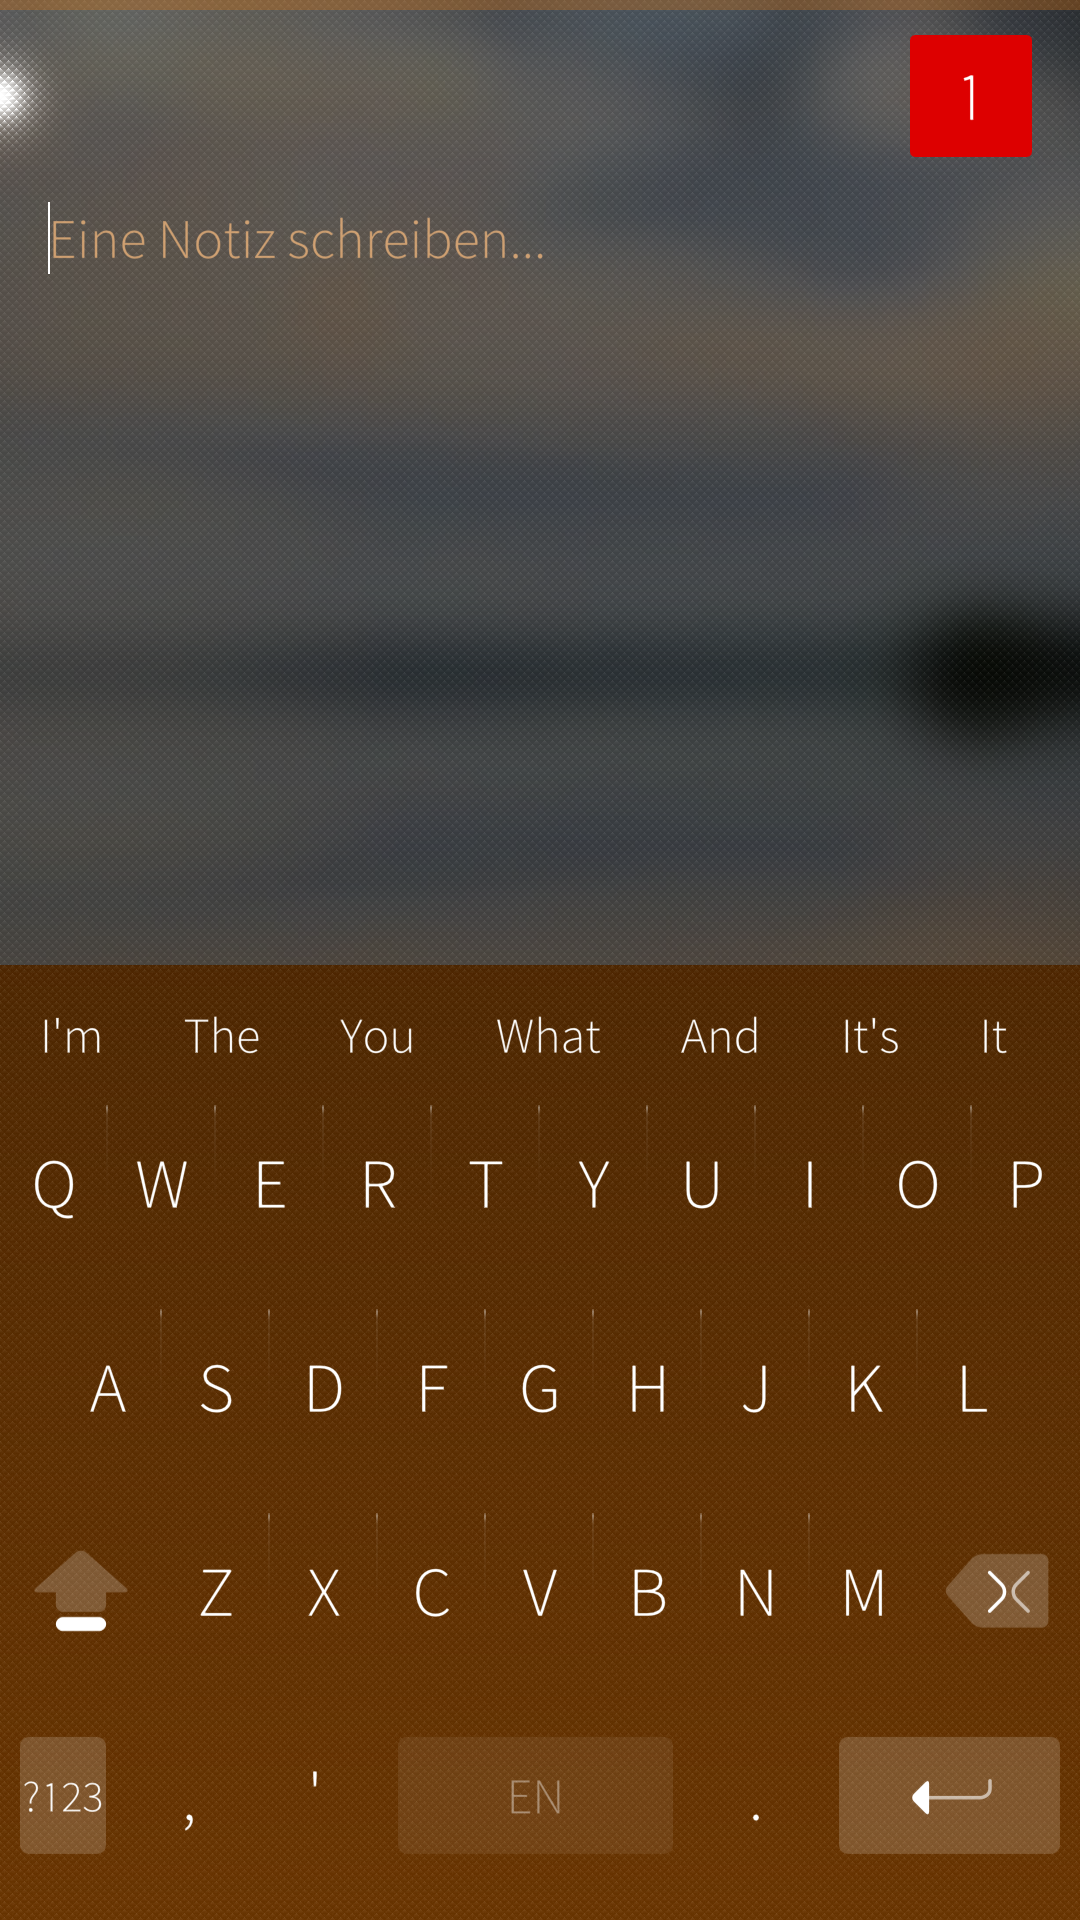 1
Eine Notiz schreiben...
I'm The You What And It's It
Q W E R T Y U I O P
A S D F G H J K L
Z X C V B N M
?123 , ' EN .